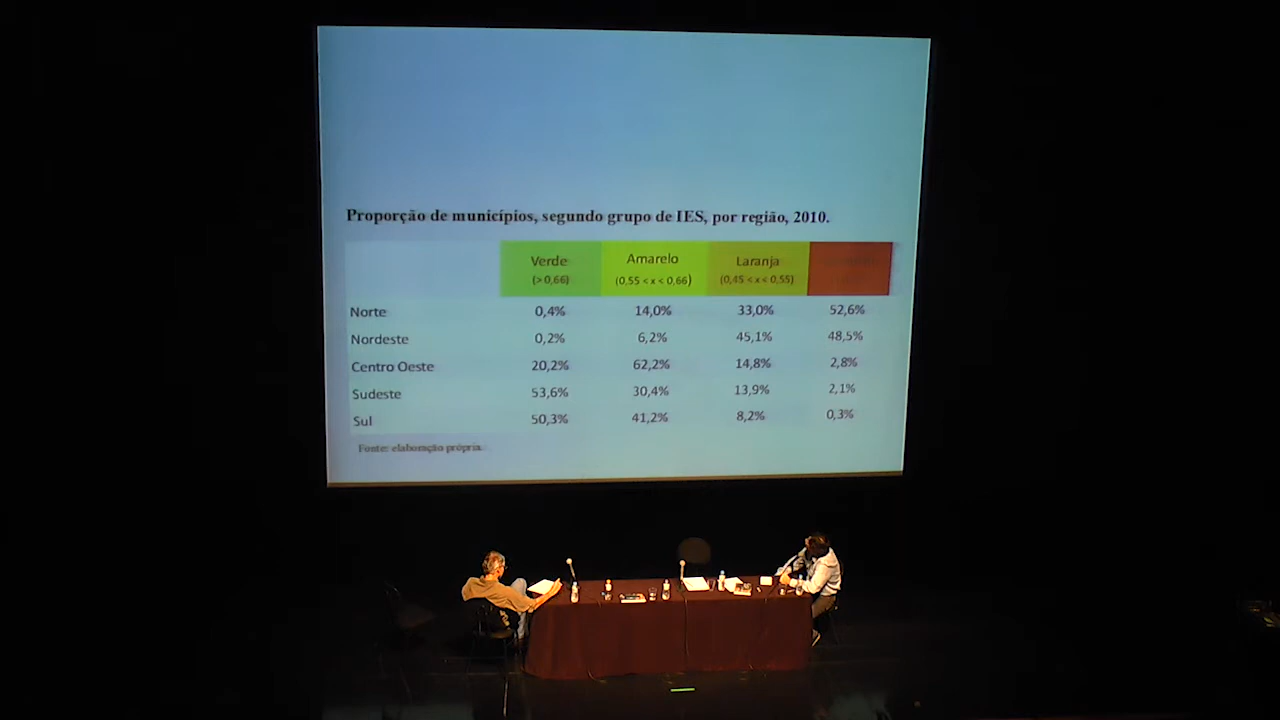 Proporção de municípios, segundo grupo de IES, por região, 2010.
Verde Amarelo Laranja
(> 0,66) (0,55 < x < 0,66) (0,45 < x < 0,55)
Norte 0,4% 14,0% 33,0% 52,6%
Nordeste 0,2% 6,2% 45,1% 48,5%
Centro Oeste 20,2% 62,2% 14,8% 2,8%
Sudeste 53,6% 30,4% 13,9% 2,1%
Sul 50,3% 41,2% 8,2% 0,3%
Fonte: elaboração própria.